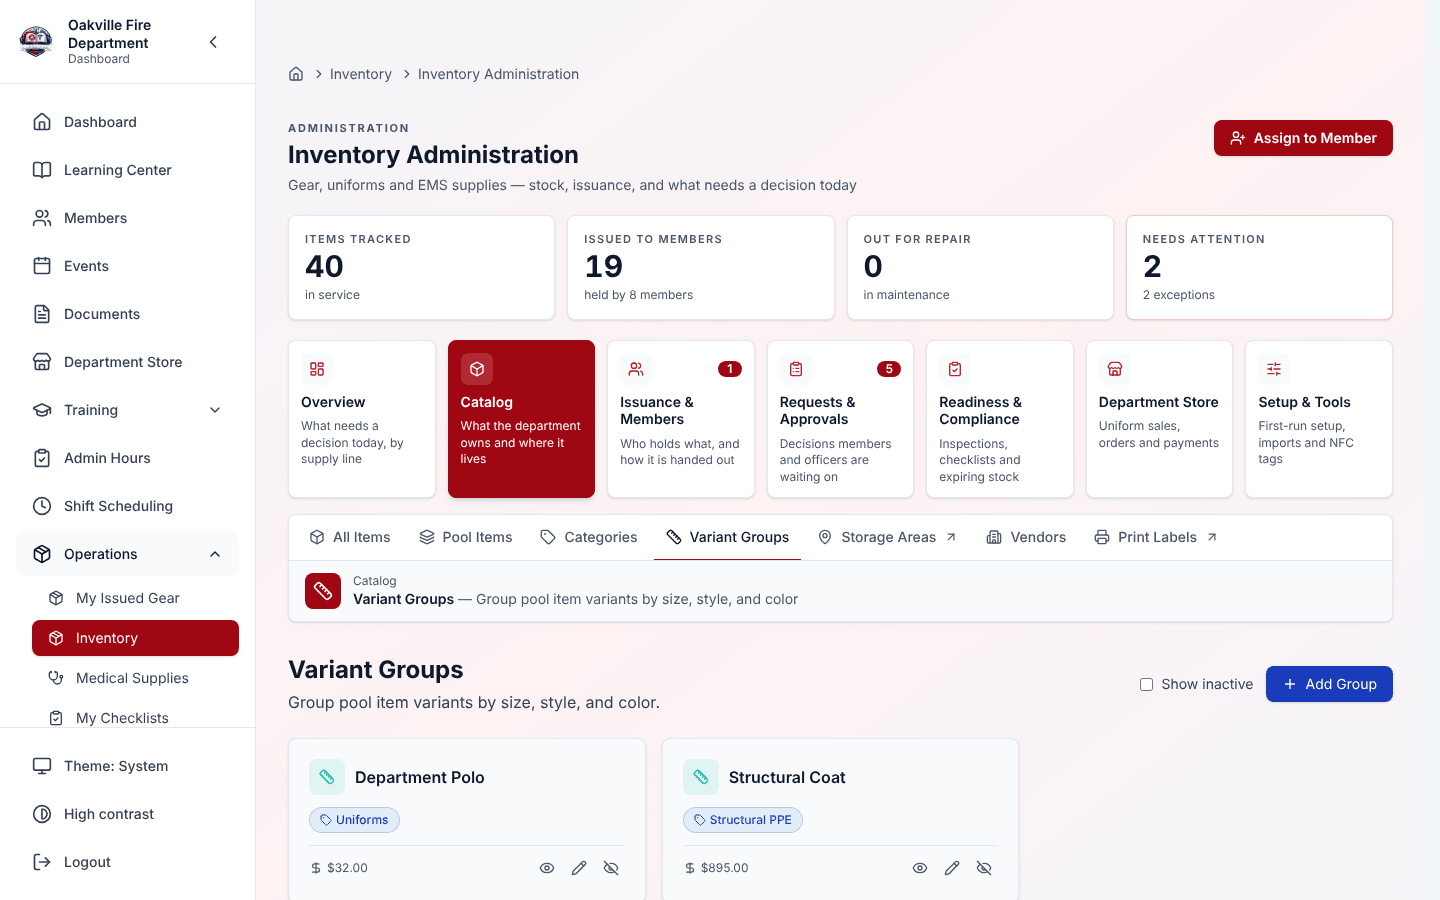 Oakville Fire
Department
Dashboard
Dashboard
Learning Center
Members
Events
Documents
Department Store
Training
Admin Hours
Shift Scheduling
Operations
My Issued Gear
Inventory
Medical Supplies
My Checklists
Theme: System
High contrast
Logout
Inventory
Inventory Administration
ADMINISTRATION
Inventory Administration
Gear, uniforms and EMS supplies — stock, issuance, and what needs a decision today
Assign to Member
ITEMS TRACKED
40
in service
ISSUED TO MEMBERS
19
held by 8 members
OUT FOR REPAIR
0
in maintenance
NEEDS ATTENTION
2
2 exceptions
Overview
What needs a
decision today, by
supply line
Catalog
What the department
owns and where it
lives
1
Issuance &
Members
Who holds what, and
how it is handed out
5
Requests &
Approvals
Decisions members
and officers are
waiting on
Readiness &
Compliance
Inspections,
checklists and
expiring stock
Department Store
Uniform sales,
orders and payments
Setup & Tools
First-run setup,
imports and NFC
tags
All Items
Pool Items
Categories
Variant Groups
Storage Areas
Vendors
Print Labels
Catalog
Variant Groups — Group pool item variants by size, style, and color
Variant Groups
Group pool item variants by size, style, and color.
Show inactive
Add Group
Department Polo
Uniforms
$32.00
Structural Coat
Structural PPE
$895.00